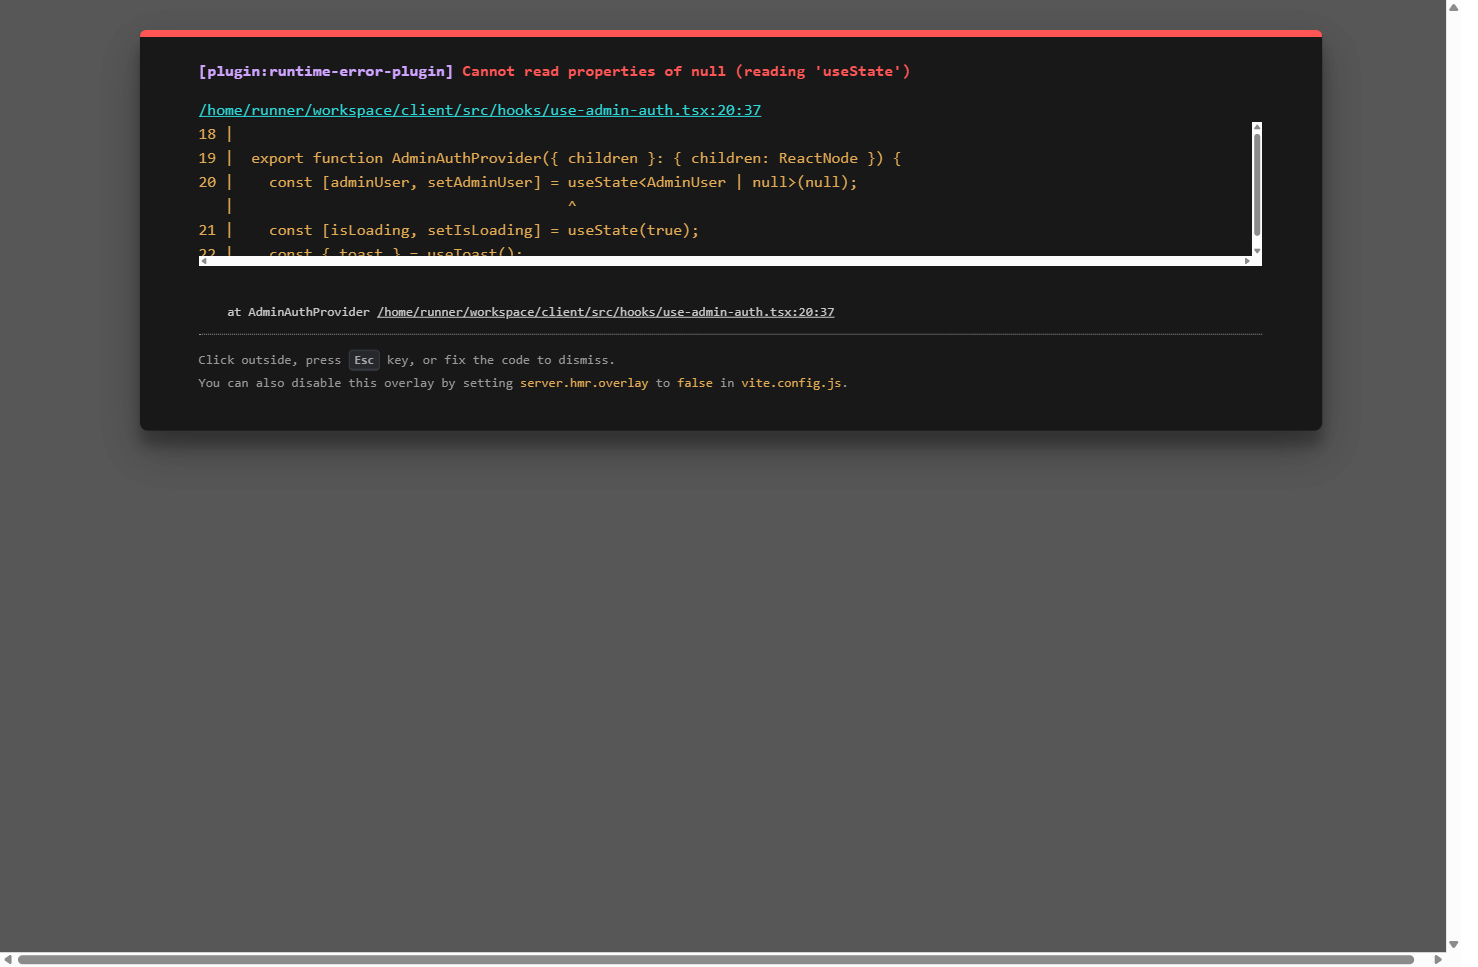 [plugin:runtime-error-plugin] Cannot read properties of null (reading 'useState')
/home/runner/workspace/client/src/hooks/use-admin-auth.tsx:20:37
18 |
19 |  export function AdminAuthProvider({ children }: { children: ReactNode }) {
20 |    const [adminUser, setAdminUser] = useState<AdminUser | null>(null);
   |                                      ^
21 |    const [isLoading, setIsLoading] = useState(true);
22 |    const { toast } = useToast();
at AdminAuthProvider /home/runner/workspace/client/src/hooks/use-admin-auth.tsx:20:37
Click outside, press Esc key, or fix the code to dismiss.
You can also disable this overlay by setting server.hmr.overlay to false in vite.config.js.